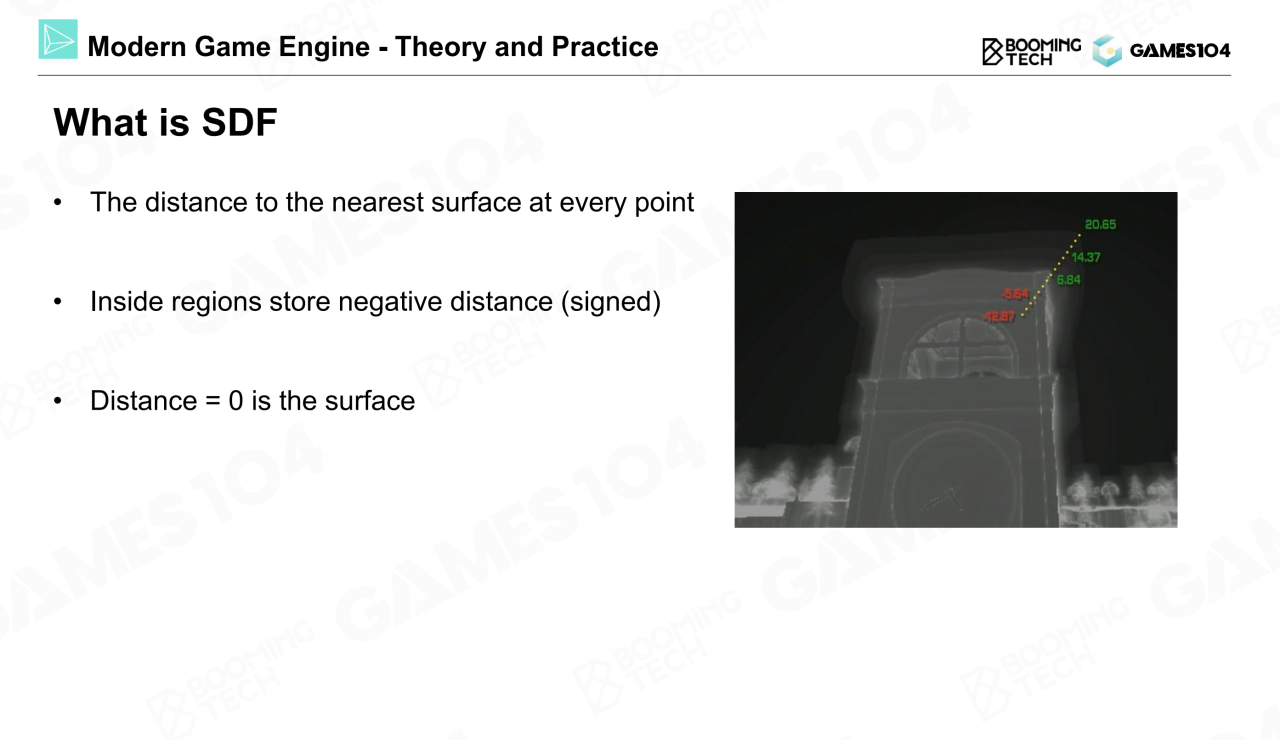 Modern Game Engine - Theory and Practice
BOOMING
TECH
GAMES104
What is SDF
• The distance to the nearest surface at every point
• Inside regions store negative distance (signed)
• Distance = 0 is the surface
20.65
14.37
6.84
-5.64
-12.87